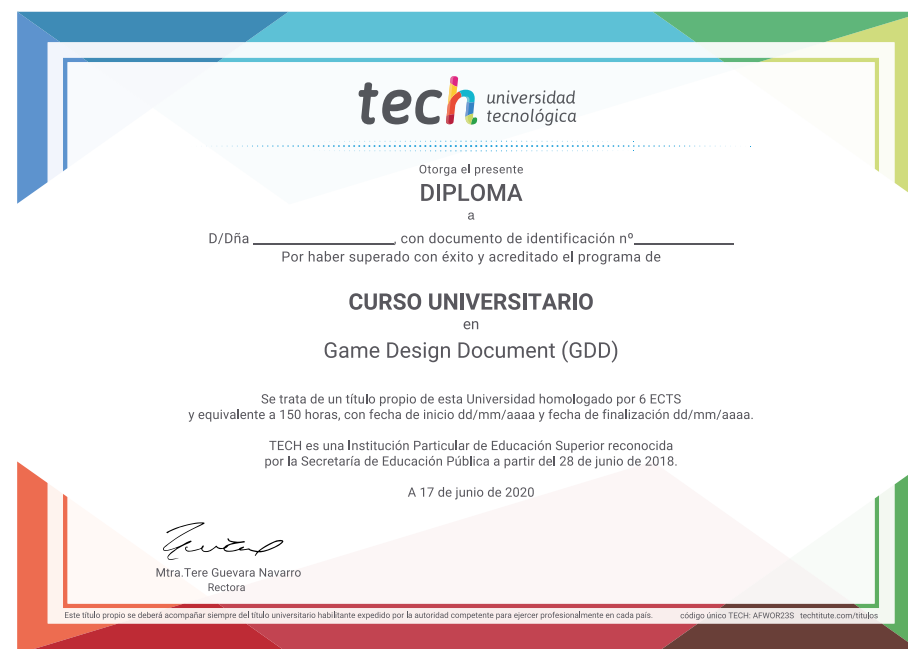 tech universidad
tecnológica
Otorga el presente
DIPLOMA
a
D/Dña ____________________, con documento de identificación nº______________
Por haber superado con éxito y acreditado el programa de
CURSO UNIVERSITARIO
en
Game Design Document (GDD)
Se trata de un título propio de esta Universidad homologado por 6 ECTS
y equivalente a 150 horas, con fecha de inicio dd/mm/aaaa y fecha de finalización dd/mm/aaaa.
TECH es una Institución Particular de Educación Superior reconocida
por la Secretaría de Educación Pública a partir del 28 de junio de 2018.
A 17 de junio de 2020
Mtra.Tere Guevara Navarro
Rectora
Este título propio se deberá acompañar siempre del título universitario habilitante expedido por la autoridad competente para ejercer profesionalmente en cada país. código único TECH: AFWOR23S techtitute.com/titulos